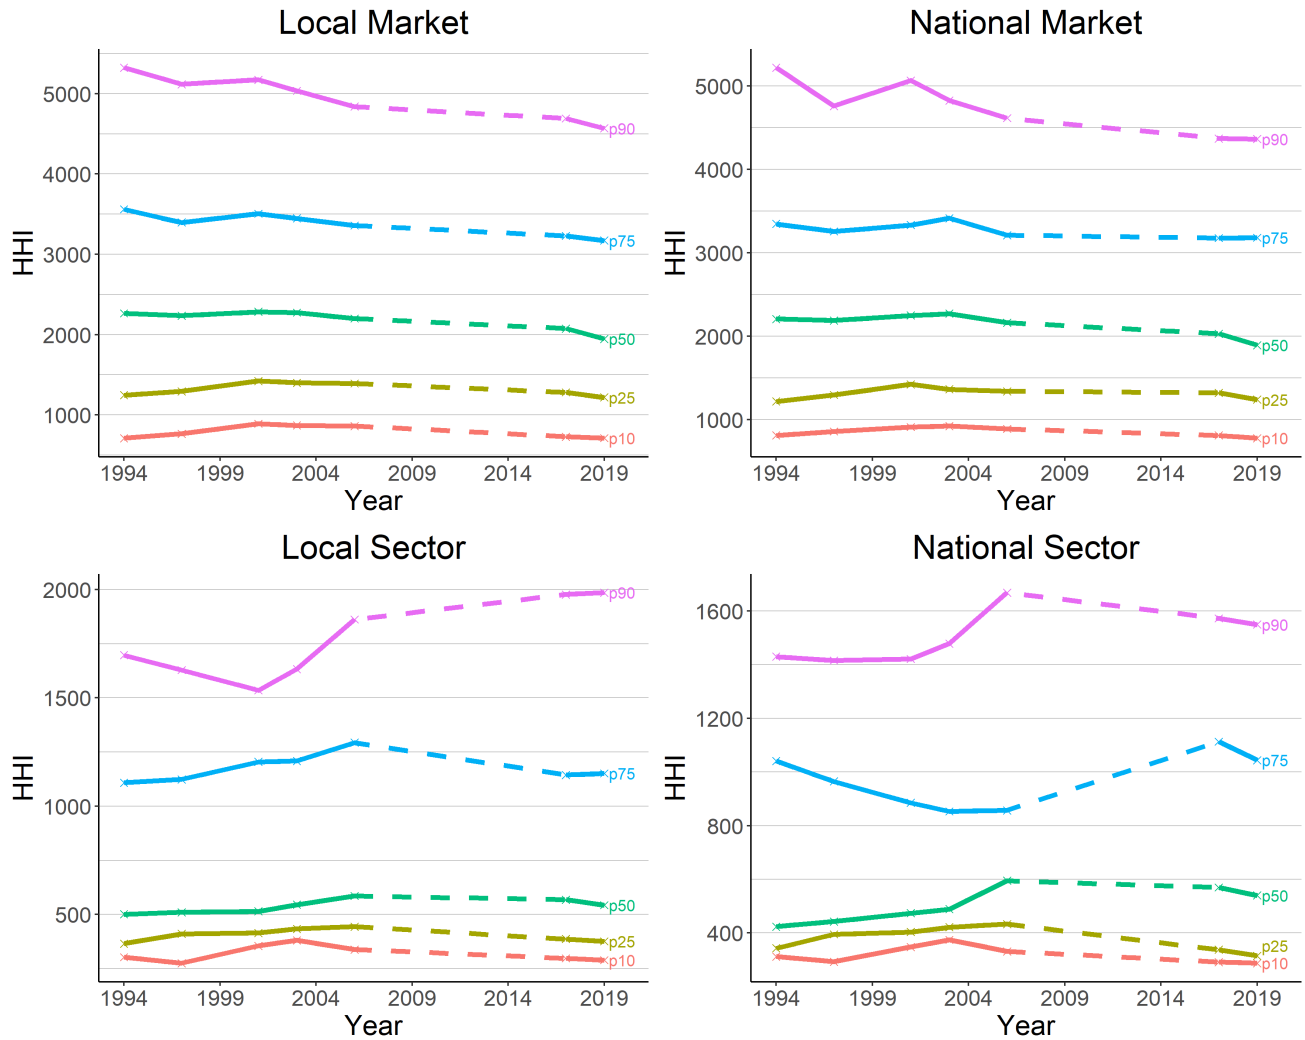 Local Market
HHI
5000
4000
3000
2000
1000
p90
p75
p50
p25
p10
1994 1999 2004 2009 2014 2019
Year
National Market
HHI
5000
4000
3000
2000
1000
p90
p75
p50
p25
p10
1994 1999 2004 2009 2014 2019
Year
Local Sector
HHI
2000
1500
1000
500
p90
p75
p50
p25
p10
1994 1999 2004 2009 2014 2019
Year
National Sector
HHI
1600
1200
800
400
p90
p75
p50
p25
p10
1994 1999 2004 2009 2014 2019
Year